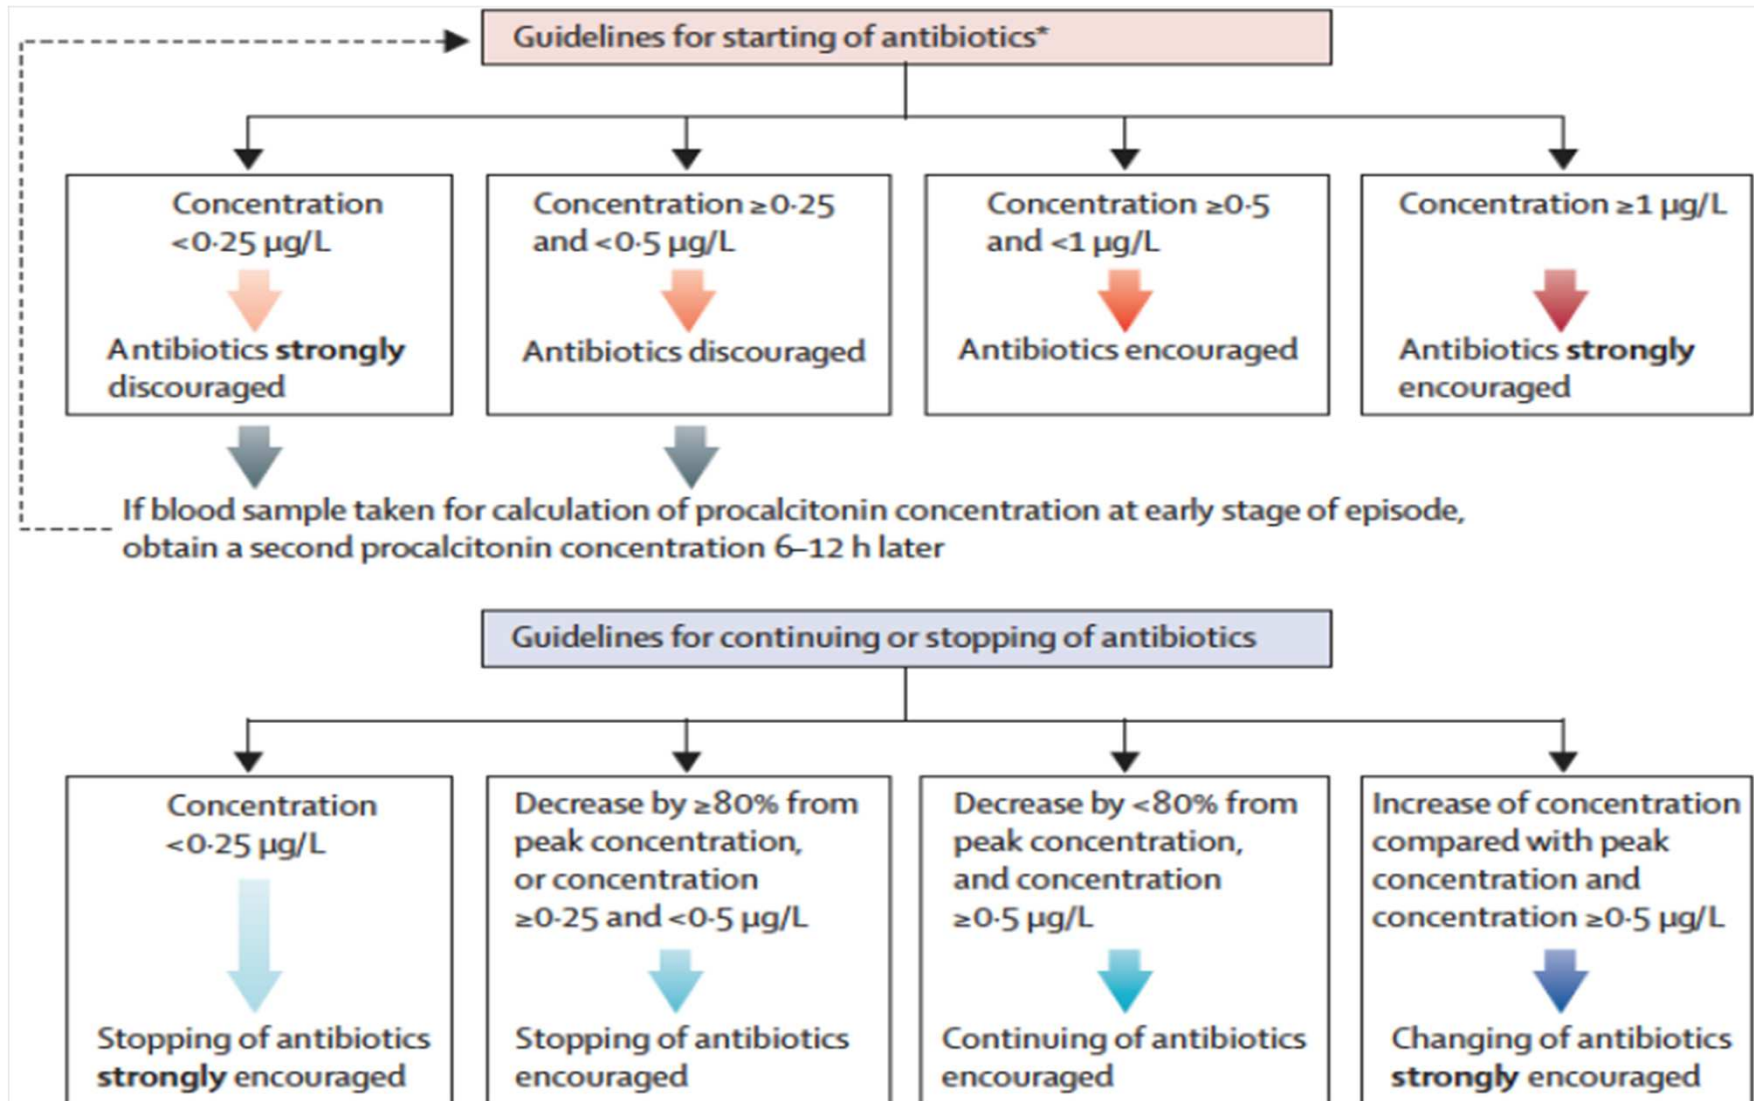 Guidelines for starting of antibiotics*
Concentration
<0·25 µg/L
Antibiotics strongly
discouraged
Concentration ≥0·25
and <0·5 µg/L
Antibiotics discouraged
Concentration ≥0·5
and <1 µg/L
Antibiotics encouraged
Concentration ≥1 µg/L
Antibiotics strongly
encouraged
If blood sample taken for calculation of procalcitonin concentration at early stage of episode,
obtain a second procalcitonin concentration 6–12 h later
Guidelines for continuing or stopping of antibiotics
Concentration
<0·25 µg/L
Stopping of antibiotics
strongly encouraged
Decrease by ≥80% from
peak concentration,
or concentration
≥0·25 and <0·5 µg/L
Stopping of antibiotics
encouraged
Decrease by <80% from
peak concentration,
and concentration
≥0·5 µg/L
Continuing of antibiotics
encouraged
Increase of concentration
compared with peak
concentration and
concentration ≥0·5 µg/L
Changing of antibiotics
strongly encouraged